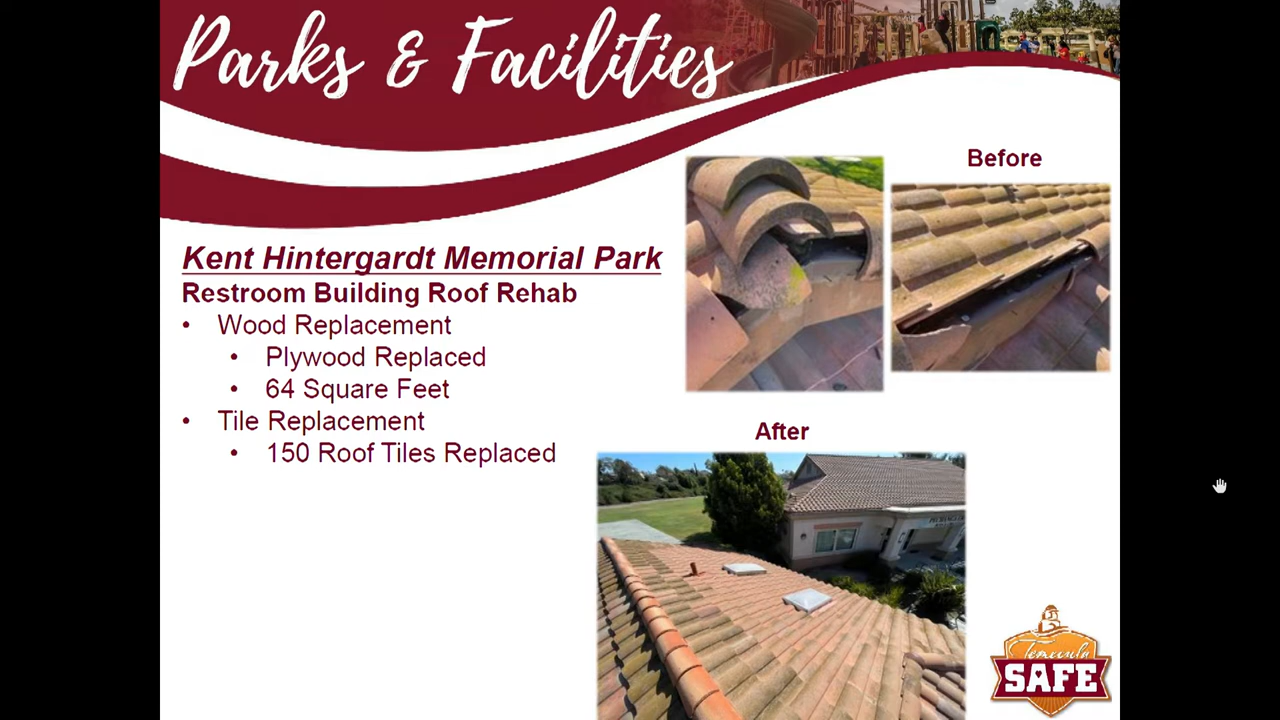 Parks & Facilities
Before
Kent Hintergardt Memorial Park
Restroom Building Roof Rehab
• Wood Replacement
• Plywood Replaced
• 64 Square Feet
• Tile Replacement
• 150 Roof Tiles Replaced
After
Temecula
SAFE